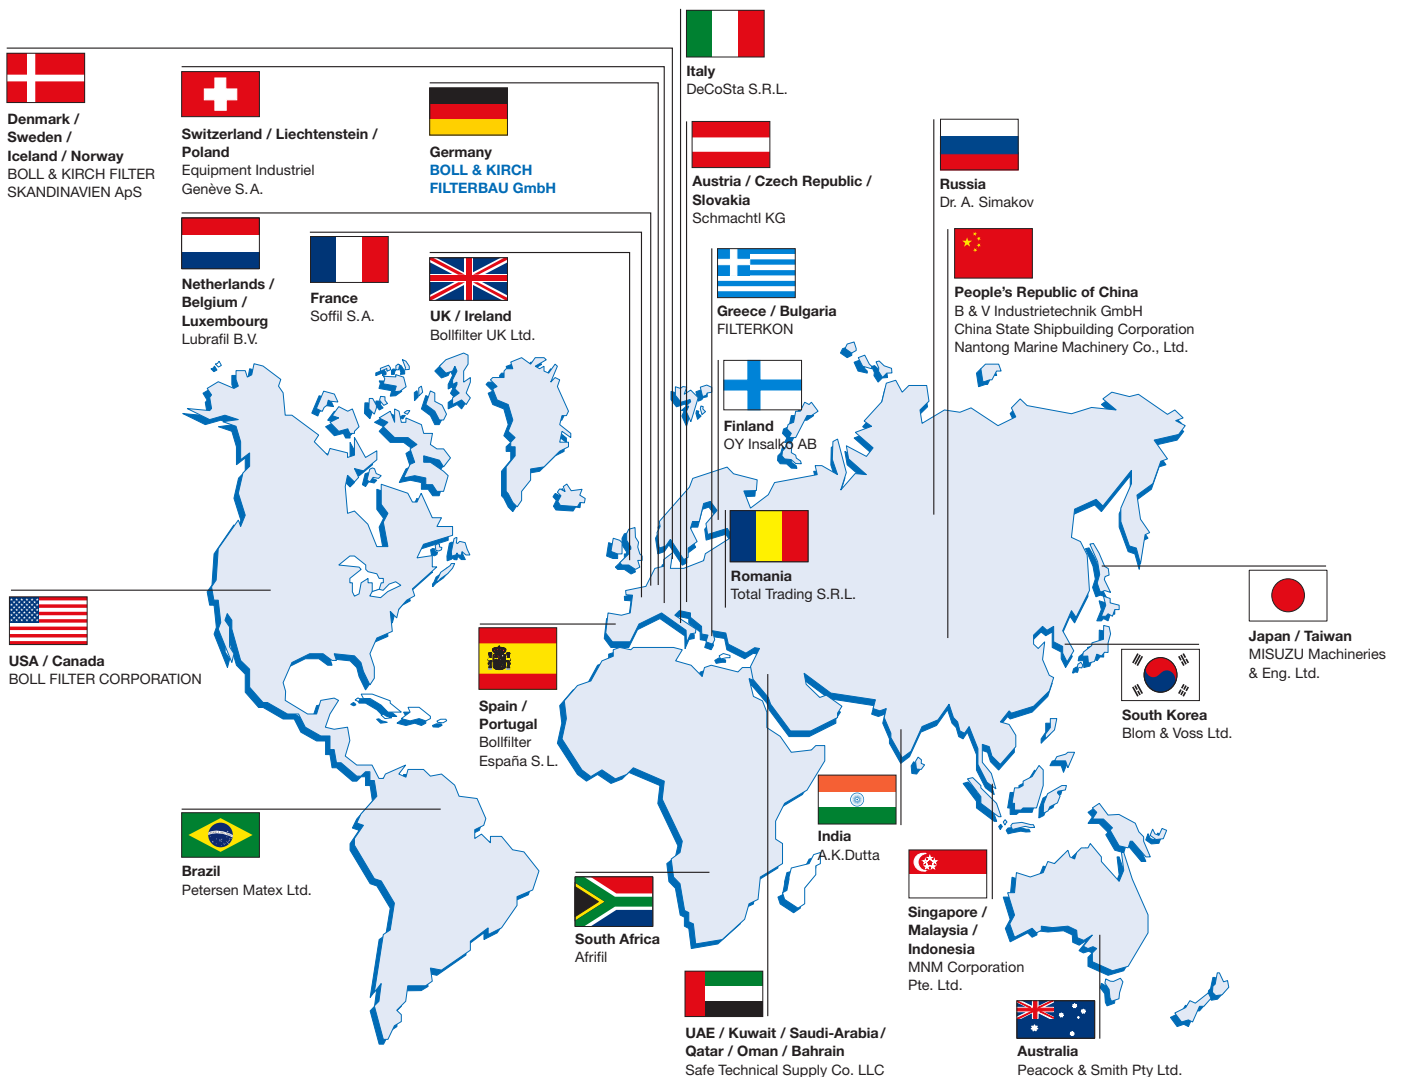 Italy
DeCoSta S.R.L.
Denmark /
Sweden /
Iceland / Norway
BOLL & KIRCH FILTER
SKANDINAVIEN ApS
Switzerland / Liechtenstein /
Poland
Equipment Industriel
Genève S.A.
Germany
BOLL & KIRCH
FILTERBAU GmbH
Austria / Czech Republic /
Slovakia
Schmachtl KG
Russia
Dr. A. Simakov
Netherlands /
Belgium /
Luxembourg
Lubrafil B.V.
France
Soffil S.A.
UK / Ireland
Bollfilter UK Ltd.
Greece / Bulgaria
FILTERKON
People's Republic of China
B & V Industrietechnik GmbH
China State Shipbuilding Corporation
Nantong Marine Machinery Co., Ltd.
Finland
OY Insalko AB
Romania
Total Trading S.R.L.
USA / Canada
BOLL FILTER CORPORATION
Spain /
Portugal
Bollfilter
España S.L.
Japan / Taiwan
MISUZU Machineries
& Eng. Ltd.
South Korea
Blom & Voss Ltd.
Brazil
Petersen Matex Ltd.
India
A.K.Dutta
South Africa
Afrifil
Singapore /
Malaysia /
Indonesia
MNM Corporation
Pte. Ltd.
UAE / Kuwait / Saudi-Arabia /
Qatar / Oman / Bahrain
Safe Technical Supply Co. LLC
Australia
Peacock & Smith Pty Ltd.